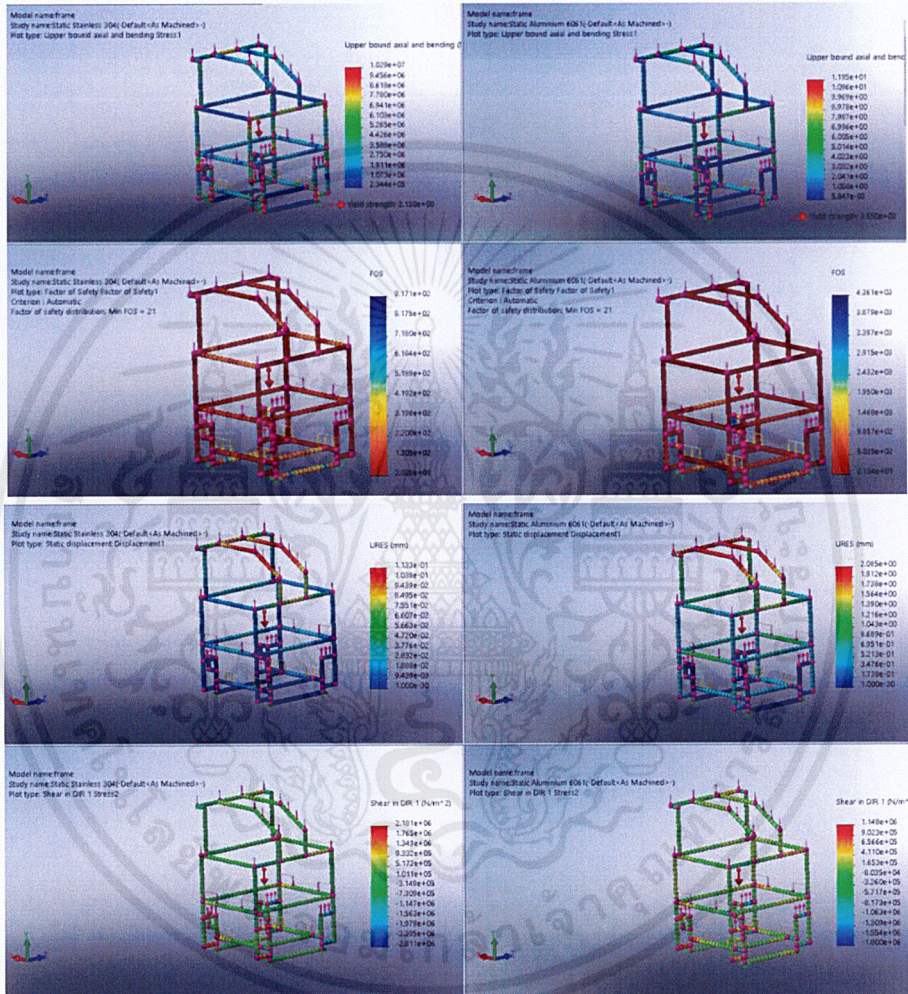 Model name:frame
Study name:Static Stainless 304(-Default<As Machined>-)
Plot type: Upper bound axial and bending Stress1
Upper bound axial and bending (
1.029e+07
9.456e+06
8.618e+06
7.780e+06
6.941e+06
6.103e+06
5.265e+06
4.426e+06
3.588e+06
2.750e+06
1.911e+06
1.073e+06
2.344e+05
Yield strength 2.150e+00
Model name:frame
Study name:Static Aluminium 6061(-Default<As Machined>-)
Plot type: Upper bound axial and bending Stress1
Upper bound axial and benc
1.195e+01
1.096e+01
9.969e+00
8.978e+00
7.987e+00
6.996e+00
6.005e+00
5.014e+00
4.023e+00
3.032e+00
2.041e+00
1.050e+00
Yield strength
Model name:frame
Study name:Static Stainless 304(-Default<As Machined>-)
Plot type: Factor of Safety Factor of Safety1
Criterion : Automatic
Factor of safety distribution: Min FOS = 21
FOS
9.171e+02
8.175e+02
7.180e+02
6.184e+02
5.188e+02
4.192e+02
3.196e+02
2.200e+02
Model name:frame
Study name:Static Aluminium 6061(-Default<As Machined>-)
Plot type: Factor of Safety Factor of Safety1
Criterion : Automatic
Factor of safety distribution: Min FOS = 21
FOS
4.361e+03
3.879e+03
3.397e+03
2.915e+03
2.432e+03
1.950e+03
1.468e+03
9.857e+02
Model name:frame
Study name:Static Stainless 304(-Default<As Machined>-)
Plot type: Static displacement Displacement1
URES (mm)
1.133e-01
1.038e-01
9.439e-02
8.495e-02
7.551e-02
6.607e-02
5.663e-02
4.720e-02
3.776e-02
2.832e-02
1.888e-02
9.439e-03
1.000e-30
Model name:frame
Study name:Static Aluminium 6061(-Default<As Machined>-)
Plot type: Static displacement Displacement1
URES (mm)
2.085e+00
1.912e+00
1.738e+00
1.564e+00
1.390e+00
1.216e+00
1.043e+00
8.689e-01
6.951e-01
5.213e-01
3.476e-01
1.738e-01
1.000e-30
Model name:frame
Study name:Static Stainless 304(-Default<As Machined>-)
Plot type: Shear in DIR 1 Stress2
Shear in DIR 1 (N/m^2)
2.181e+06
1.765e+06
1.349e+06
9.332e+05
5.172e+05
1.011e+05
-3.149e+05
-7.309e+05
-1.147e+06
-1.563e+06
-1.979e+06
-2.395e+06
-2.811e+06
Model name:frame
Study name:Static Aluminium 6061(-Default<As Machined>-)
Plot type: Shear in DIR 1 Stress2
Shear in DIR 1 (N/m^
1.148e+06
9.023e+05
6.566e+05
4.110e+05
1.653e+05
-8.035e+04
-3.260e+05
-5.717e+05
-8.173e+05
-1.063e+06
-1.309e+06
-1.554e+06
-1.800e+06